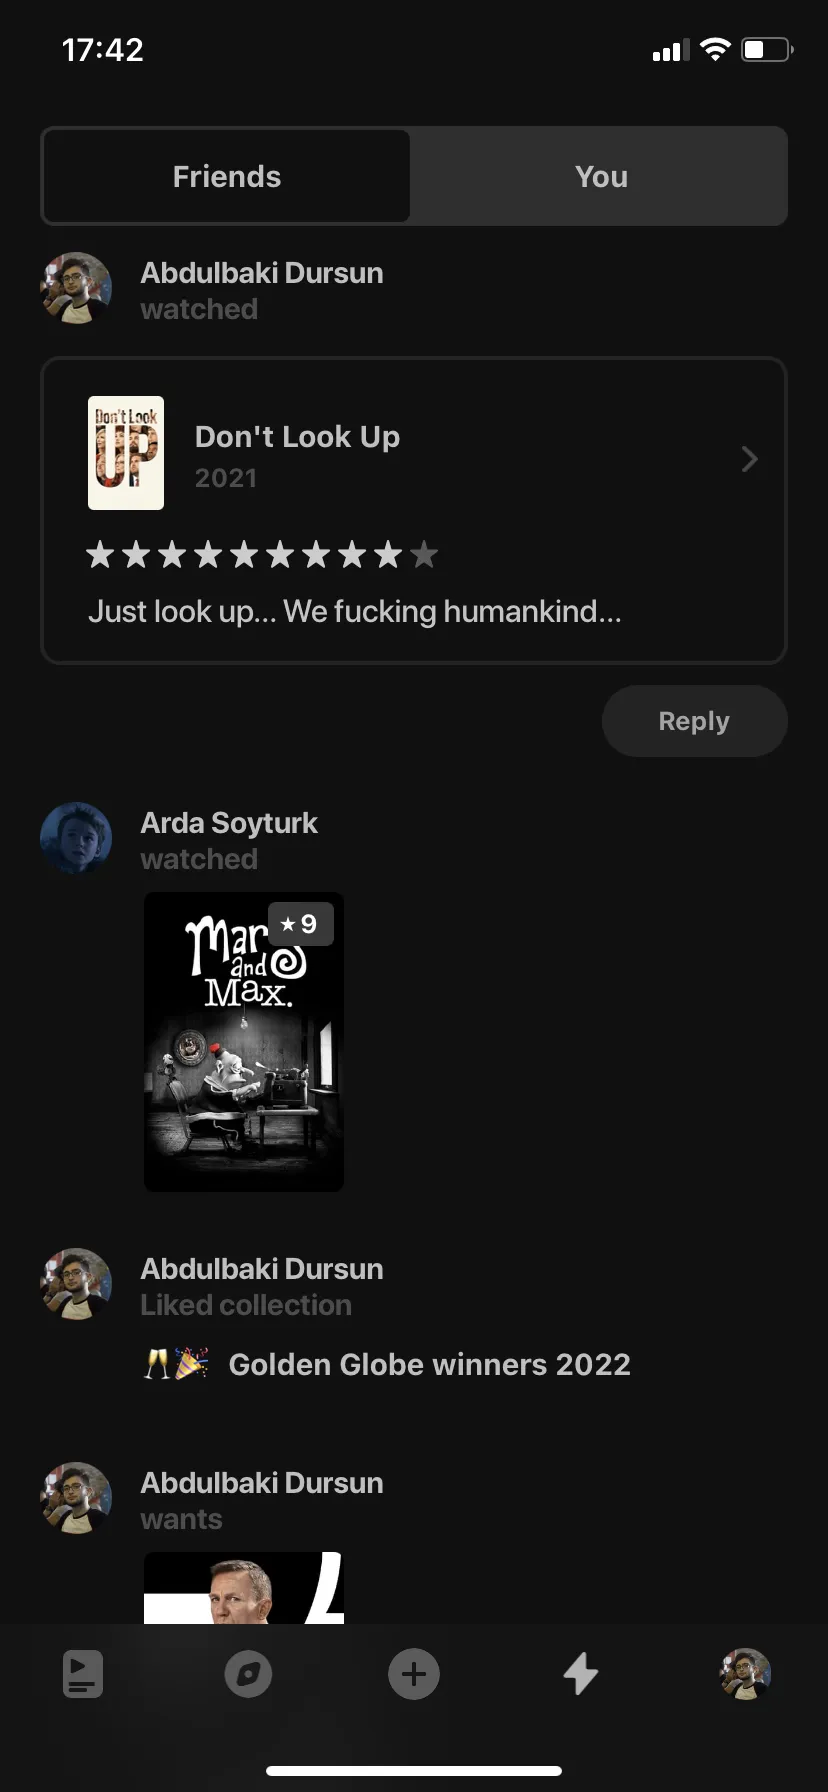 17:42
Friends
You
Abdulbaki Dursun
watched
Don't Look
UP
Don't Look Up
2021
Just look up... We fucking humankind...
Reply
Arda Soyturk
watched
★9
Mar
and
Max.
Abdulbaki Dursun
Liked collection
🥂🎉 Golden Globe winners 2022
Abdulbaki Dursun
wants